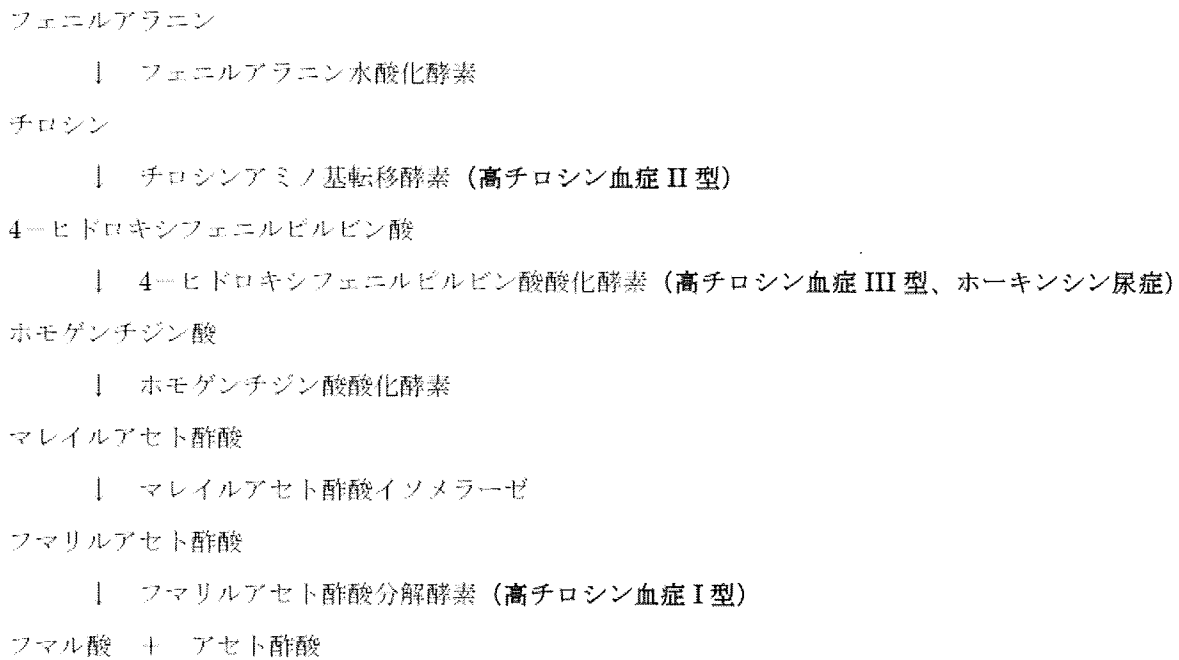 フェニルアラニン
↓ フェニルアラニン水酸化酵素
チロシン
↓ チロシンアミノ基転移酵素（高チロシン血症 II 型）
4－ヒドロキシフェニルピルビン酸
↓ 4－ヒドロキシフェニルピルビン酸酸化酵素（高チロシン血症 III 型、ホーキンシン尿症）
ホモゲンチジン酸
↓ ホモゲンチジン酸酸化酵素
マレイルアセト酢酸
↓ マレイルアセト酢酸イソメラーゼ
フマリルアセト酢酸
↓ フマリルアセト酢酸分解酵素（高チロシン血症 I 型）
フマル酸 ＋ アセト酢酸